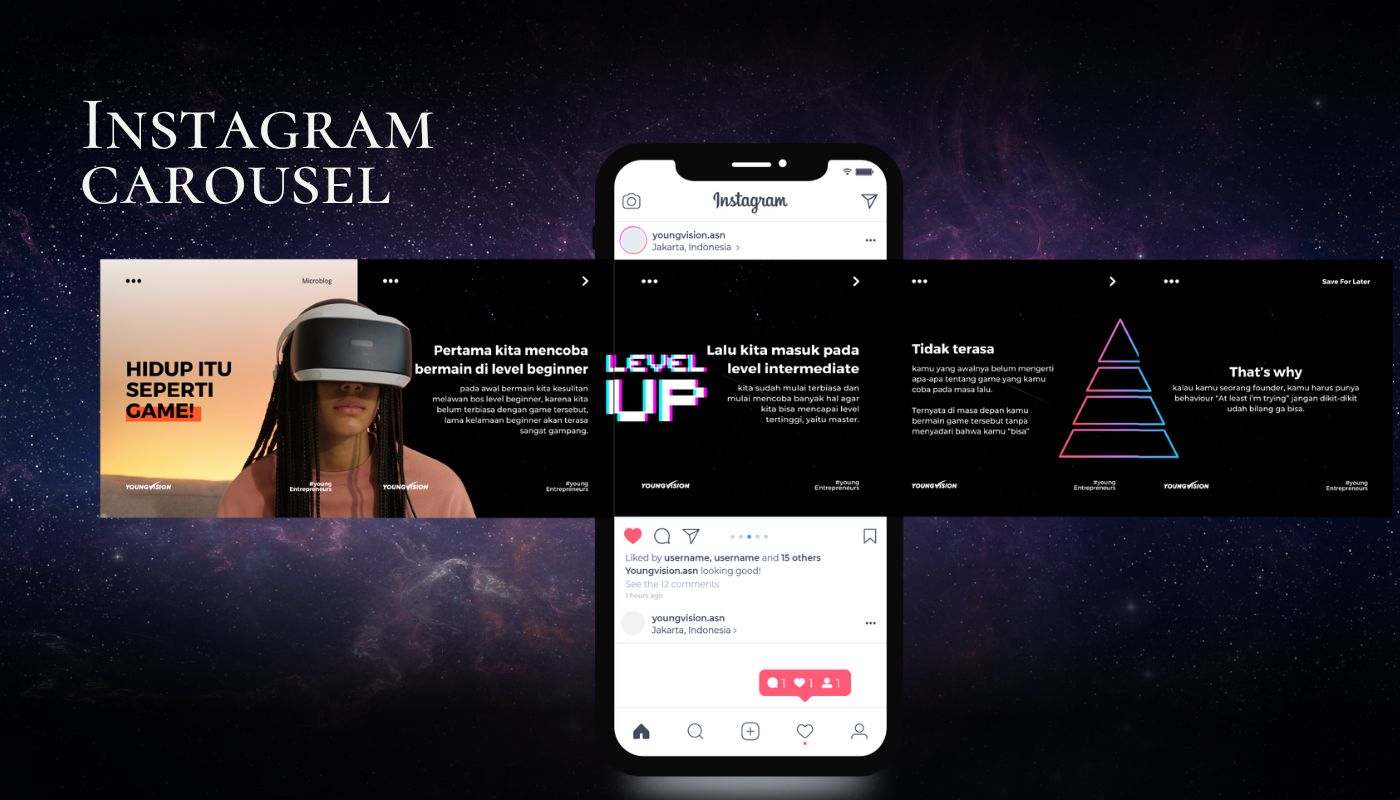 INSTAGRAM
CAROUSEL
Instagram
youngvision.asn
Jakarta, Indonesia >
Microblog
HIDUP ITU
SEPERTI
GAME!
YOUNGVISION
#young
Entrepreneurs
Pertama kita mencoba
bermain di level beginner
pada awal bermain kita kesulitan
melawan bos level beginner, karena kita
belum terbiasa dengan game tersebut,
lama kelamaan beginner akan terasa
sangat gampang.
YOUNGVISION
#young
Entrepreneurs
LEVEL
UP
Lalu kita masuk pada
level intermediate
kita sudah mulai terbiasa dan
mulai mencoba banyak hal agar
kita bisa mencapai level
tertinggi, yaitu master.
YOUNGVISION
#young
Entrepreneurs
Tidak terasa
kamu yang awalnya belum mengerti
apa-apa tentang game yang kamu
coba pada masa lalu.
Ternyata di masa depan kamu
bermain game tersebut tanpa
menyadari bahwa kamu "bisa"
YOUNGVISION
#young
Entrepreneurs
Save For Later
That's why
kalau kamu seorang founder, kamu harus punya
behaviour "At least i'm trying" jangan dikit-dikit
udah bilang ga bisa.
YOUNGVISION
#young
Entrepreneurs
Liked by username, username and 15 others
Youngvision.asn looking good!
See the 12 comments
1 hours ago
youngvision.asn
Jakarta, Indonesia >
1 1 1